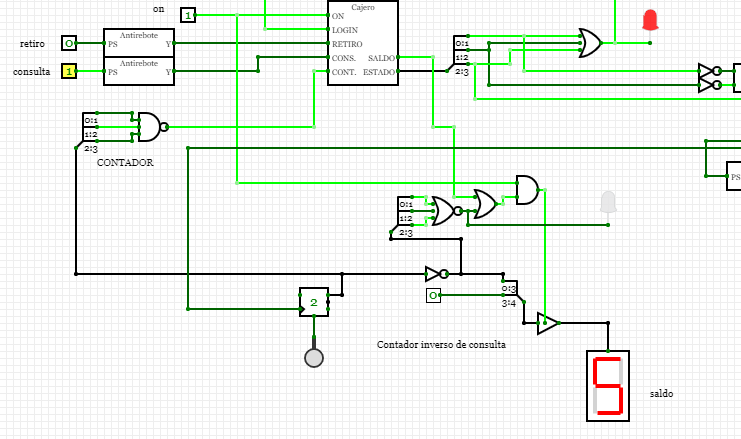 on
1
Cajero
ON
LOGIN
RETIRO
CONS. SALDO
CONT. ESTADO
retiro
0
Antirebote
PS Y
consulta
1
Antirebote
PS Y
0:1
1:2
2:3
0:1
1:2
2:3
CONTADOR
PS
0:1
1:2
2:3
0
0:3
3:4
2
Contador inverso de consulta
5
saldo